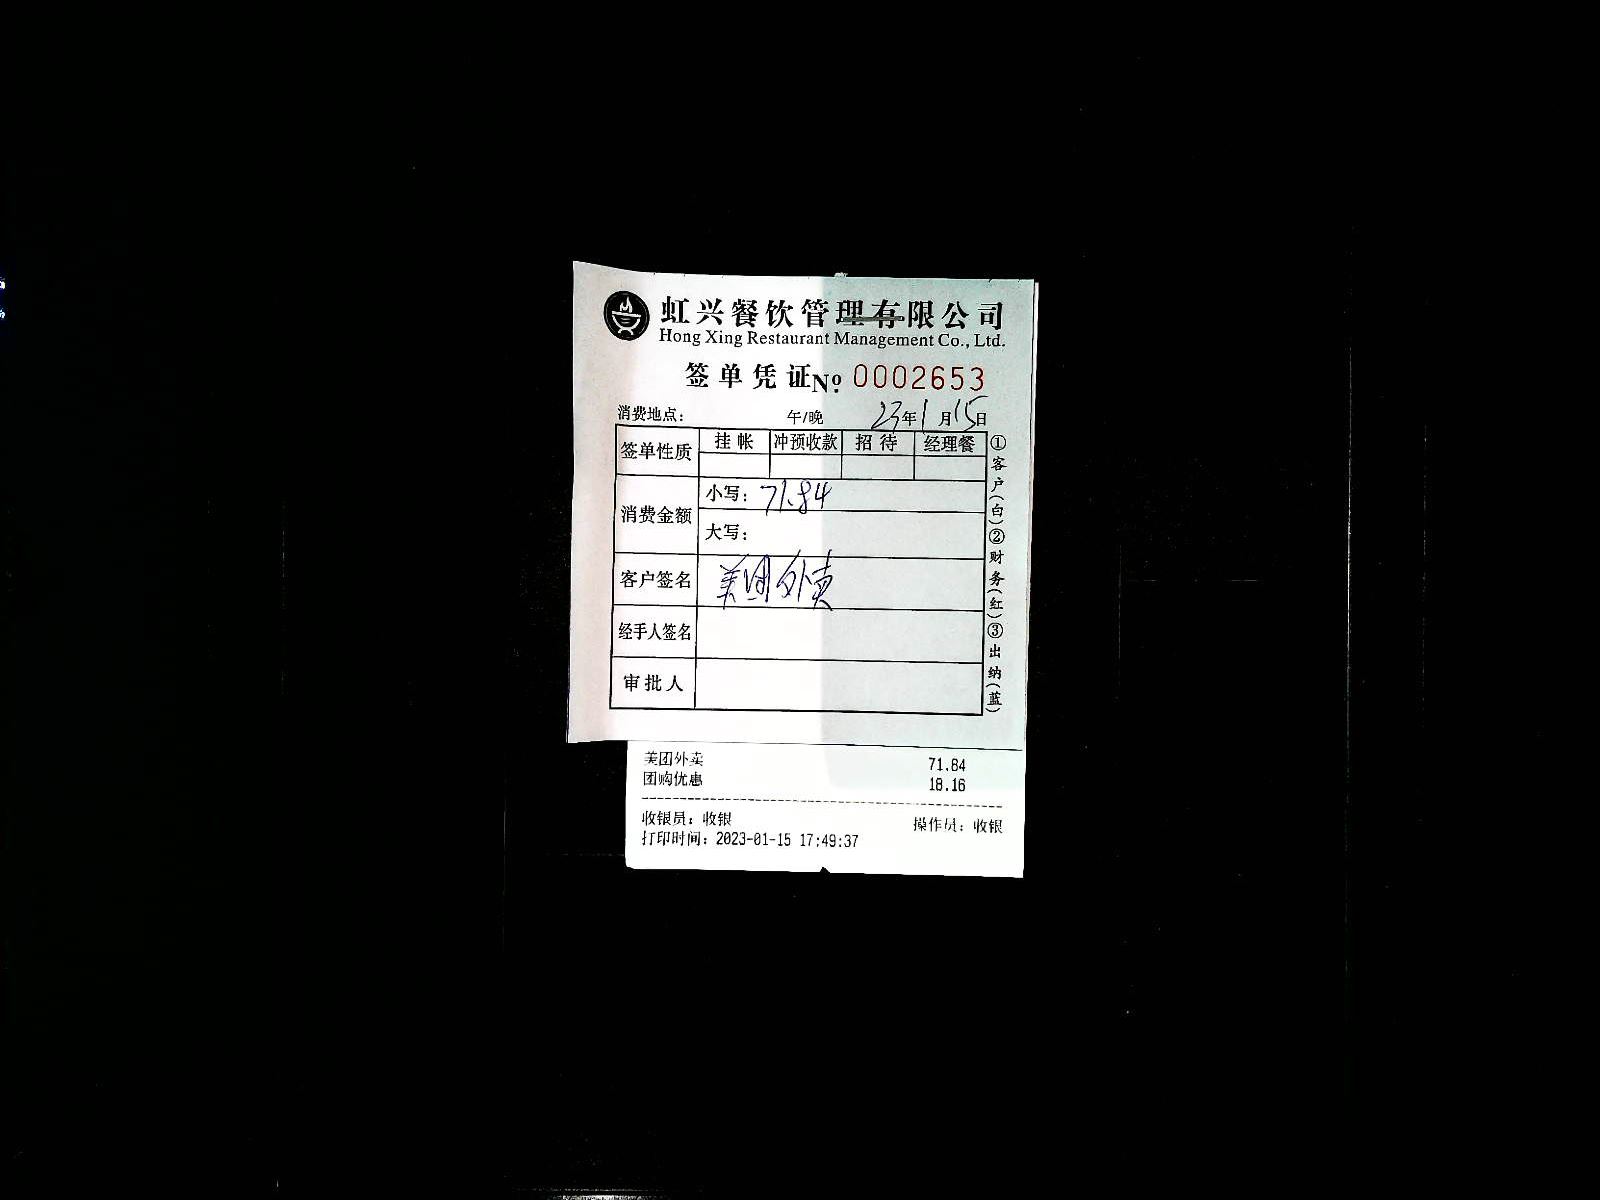 虹兴餐饮管理有限公司
Hong Xing Restaurant Management Co., Ltd.
签单凭证 № 0002653
消费地点: 午/晚 23年1月15日
签单性质 挂帐 冲预收款 招待 经理餐
消费金额 小写: 71.84
大写:
客户签名 美团外卖
经手人签名
审批人
①客户(白)②财务(红)③出纳(蓝)
美团外卖 71.84
团购优惠 18.16
收银员: 收银 操作员: 收银
打印时间: 2023-01-15 17:49:37